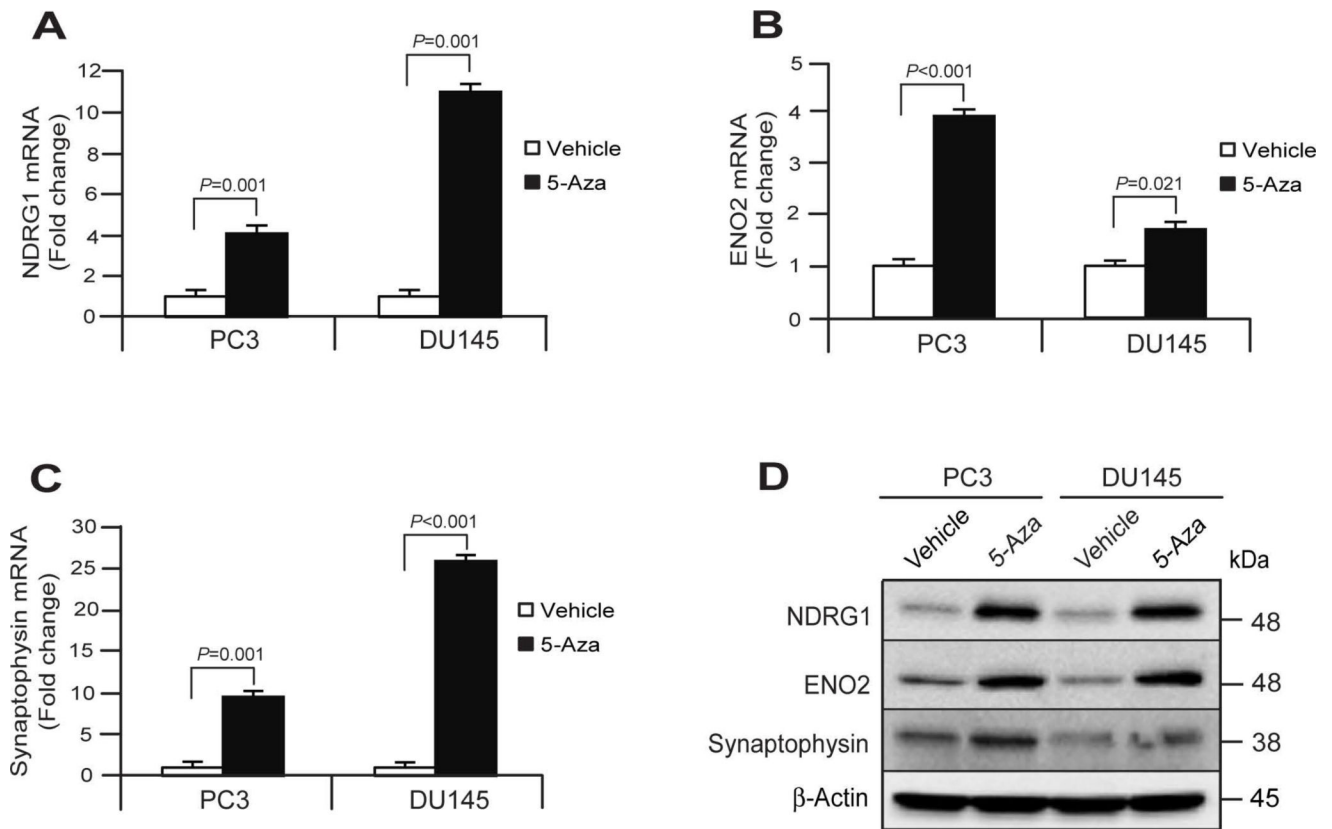 A
NDRG1 mRNA
(Fold change)
12
10
8
6
4
2
0
P=0.001
P=0.001
Vehicle
5-Aza
PC3
DU145
B
ENO2 mRNA
(Fold change)
5
4
3
2
1
0
P<0.001
P=0.021
Vehicle
5-Aza
PC3
DU145
C
Synaptophysin mRNA
(Fold change)
30
25
20
15
10
5
0
P=0.001
P<0.001
Vehicle
5-Aza
PC3
DU145
D
PC3 DU145
Vehicle 5-Aza Vehicle 5-Aza kDa
NDRG1 48
ENO2 48
Synaptophysin 38
β-Actin 45